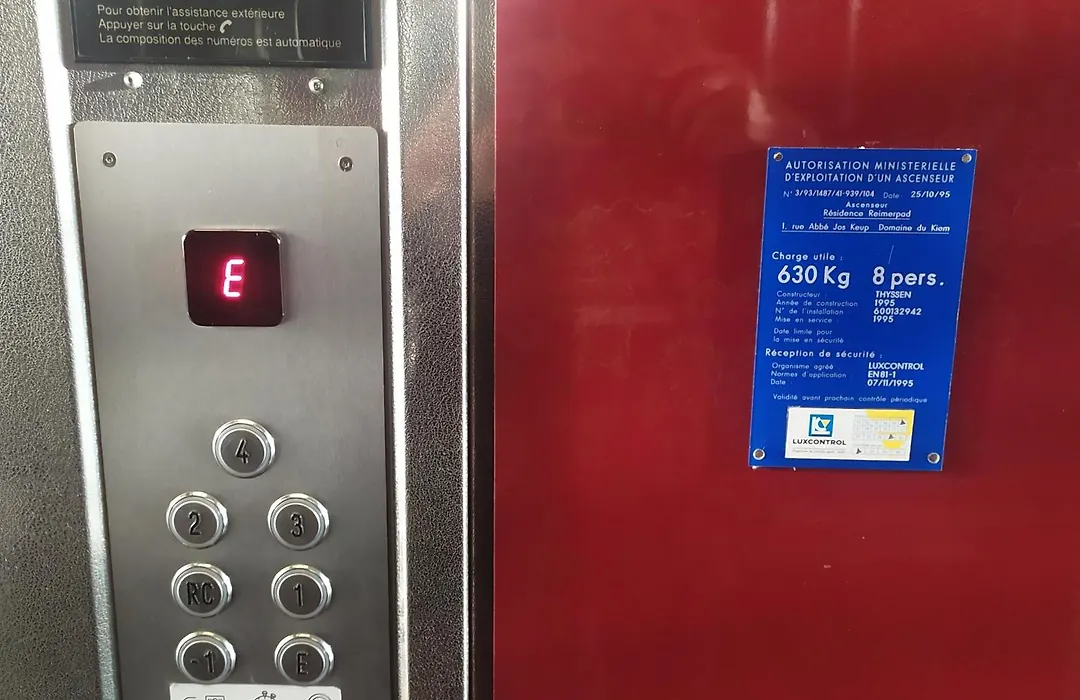 Pour obtenir l'assistance extérieure
Appuyer sur la touche
La composition des numéros est automatique
E
4
2 3
RC 1
-1 E
AUTORISATION MINISTERIELLE
D'EXPLOITATION D'UN ASCENSEUR
N° 3/93/1487/41-939/104 Date 25/10/95
Ascenseur
Résidence Reimerpad
1. rue Abbé Jos Keup Domaine du Kiem
Charge utile :
630 Kg 8 pers.
Constructeur : THYSSEN
Année de construction 1995
N° de l'installation 600132942
Mise en service : 1995
Date limite pour
la mise en sécurité
Réception de sécurité :
Organisme agréé LUXCONTROL
Normes d'application EN81-1
Date 07/11/1995
Validité avant prochain contrôle périodique
LUXCONTROL